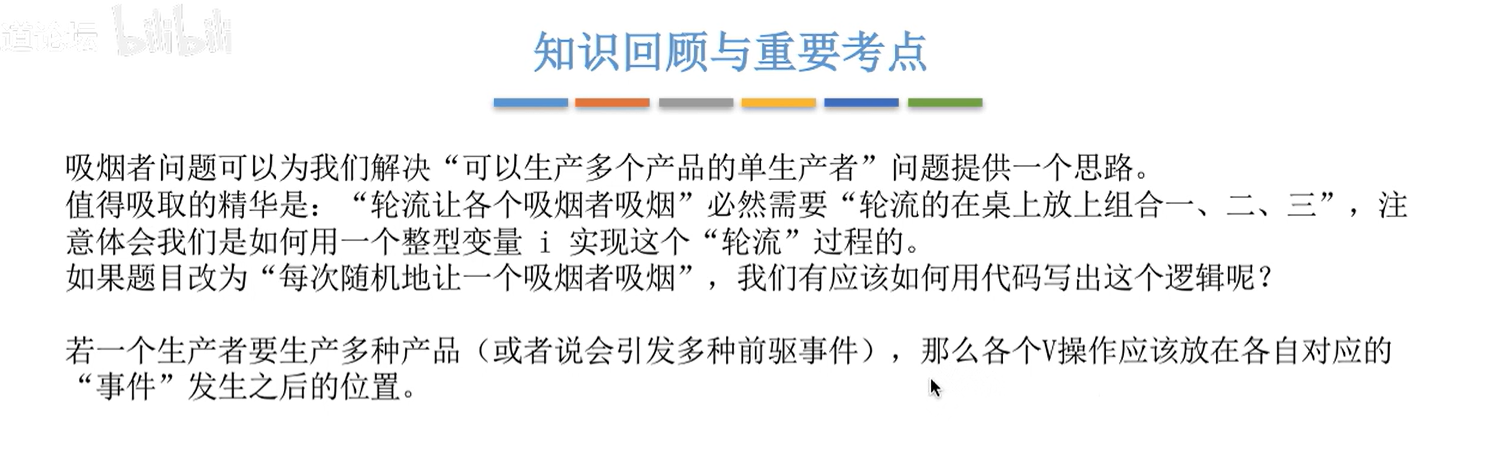 道论坛 bilibili
知识回顾与重要考点
吸烟者问题可以为我们解决“可以生产多个产品的单生产者”问题提供一个思路。
值得吸取的精华是：“轮流让各个吸烟者吸烟”必然需要“轮流的在桌上放上组合一、二、三”，注
意体会我们是如何用一个整型变量 i 实现这个“轮流”过程的。
如果题目改为“每次随机地让一个吸烟者吸烟”，我们有应该如何用代码写出这个逻辑呢？
若一个生产者要生产多种产品（或者说会引发多种前驱事件），那么各个V操作应该放在各自对应的
“事件”发生之后的位置。